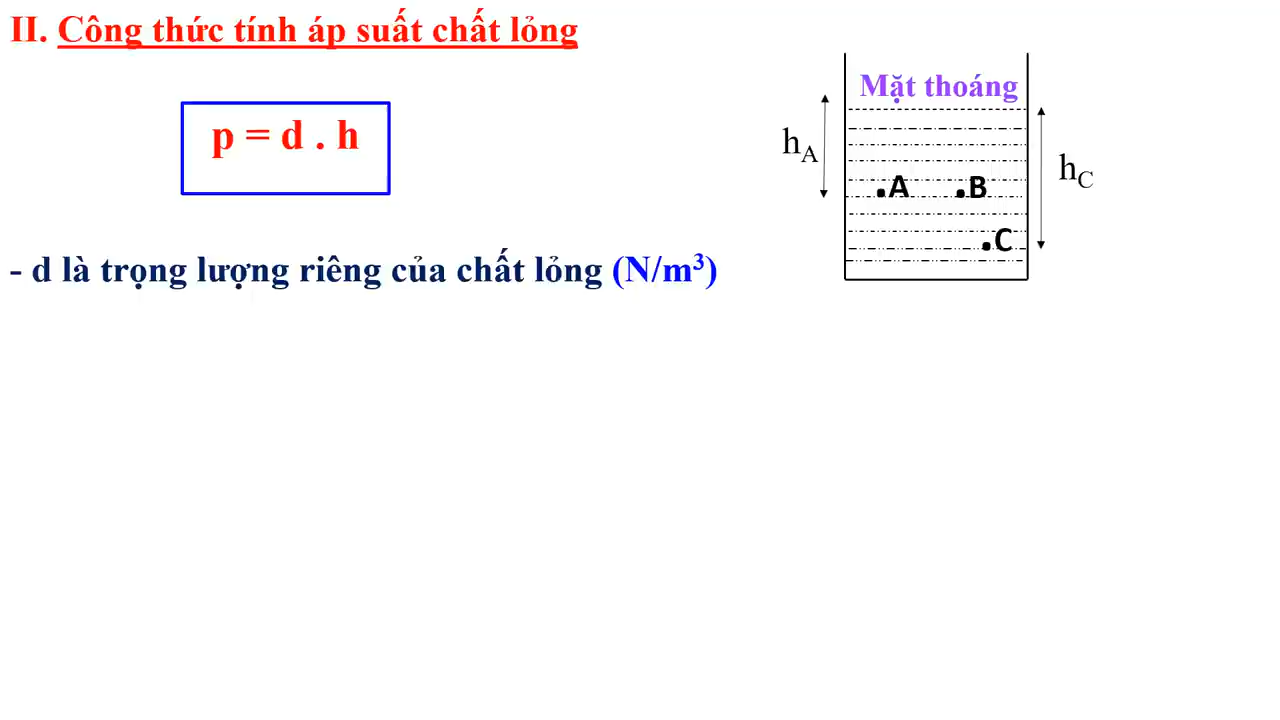 II. Công thức tính áp suất chất lỏng
p = d . h
- d là trọng lượng riêng của chất lỏng (N/m³)
Mặt thoáng
hA
hC
.A
.B
.C